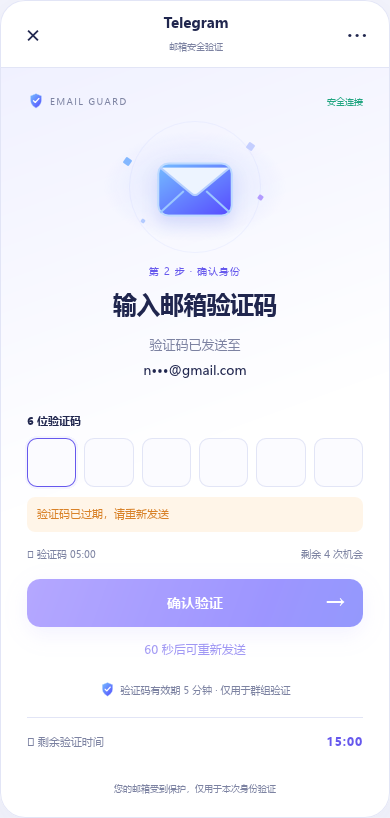 Telegram
邮箱安全验证
EMAIL GUARD
安全连接
第 2 步 · 确认身份
输入邮箱验证码
验证码已发送至
n•••@gmail.com
6 位验证码
验证码已过期，请重新发送
验证码 05:00
剩余 4 次机会
确认验证 →
60 秒后可重新发送
验证码有效期 5 分钟 · 仅用于群组验证
剩余验证时间
15:00
您的邮箱受到保护，仅用于本次身份验证